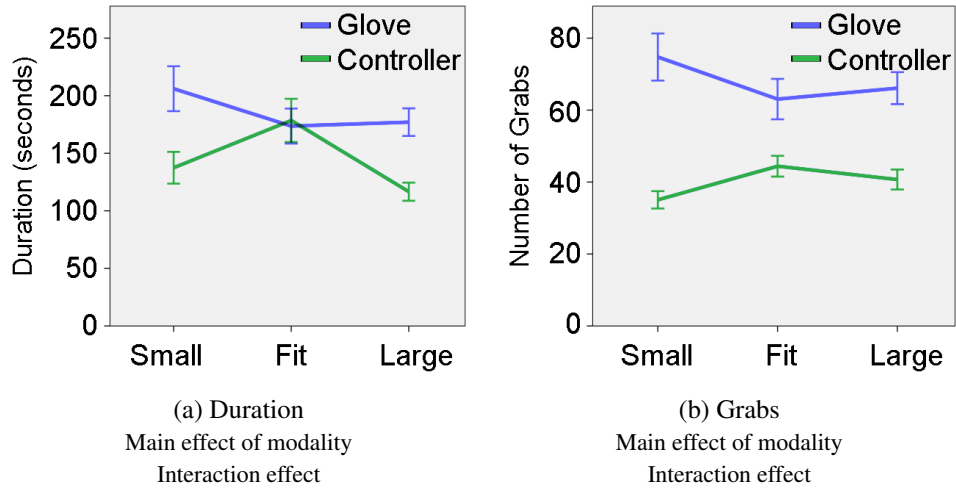 Duration (seconds)
250
200
150
100
50
0
Glove
Controller
Small Fit Large
(a) Duration
Main effect of modality
Interaction effect
Number of Grabs
80
60
40
20
0
Glove
Controller
Small Fit Large
(b) Grabs
Main effect of modality
Interaction effect